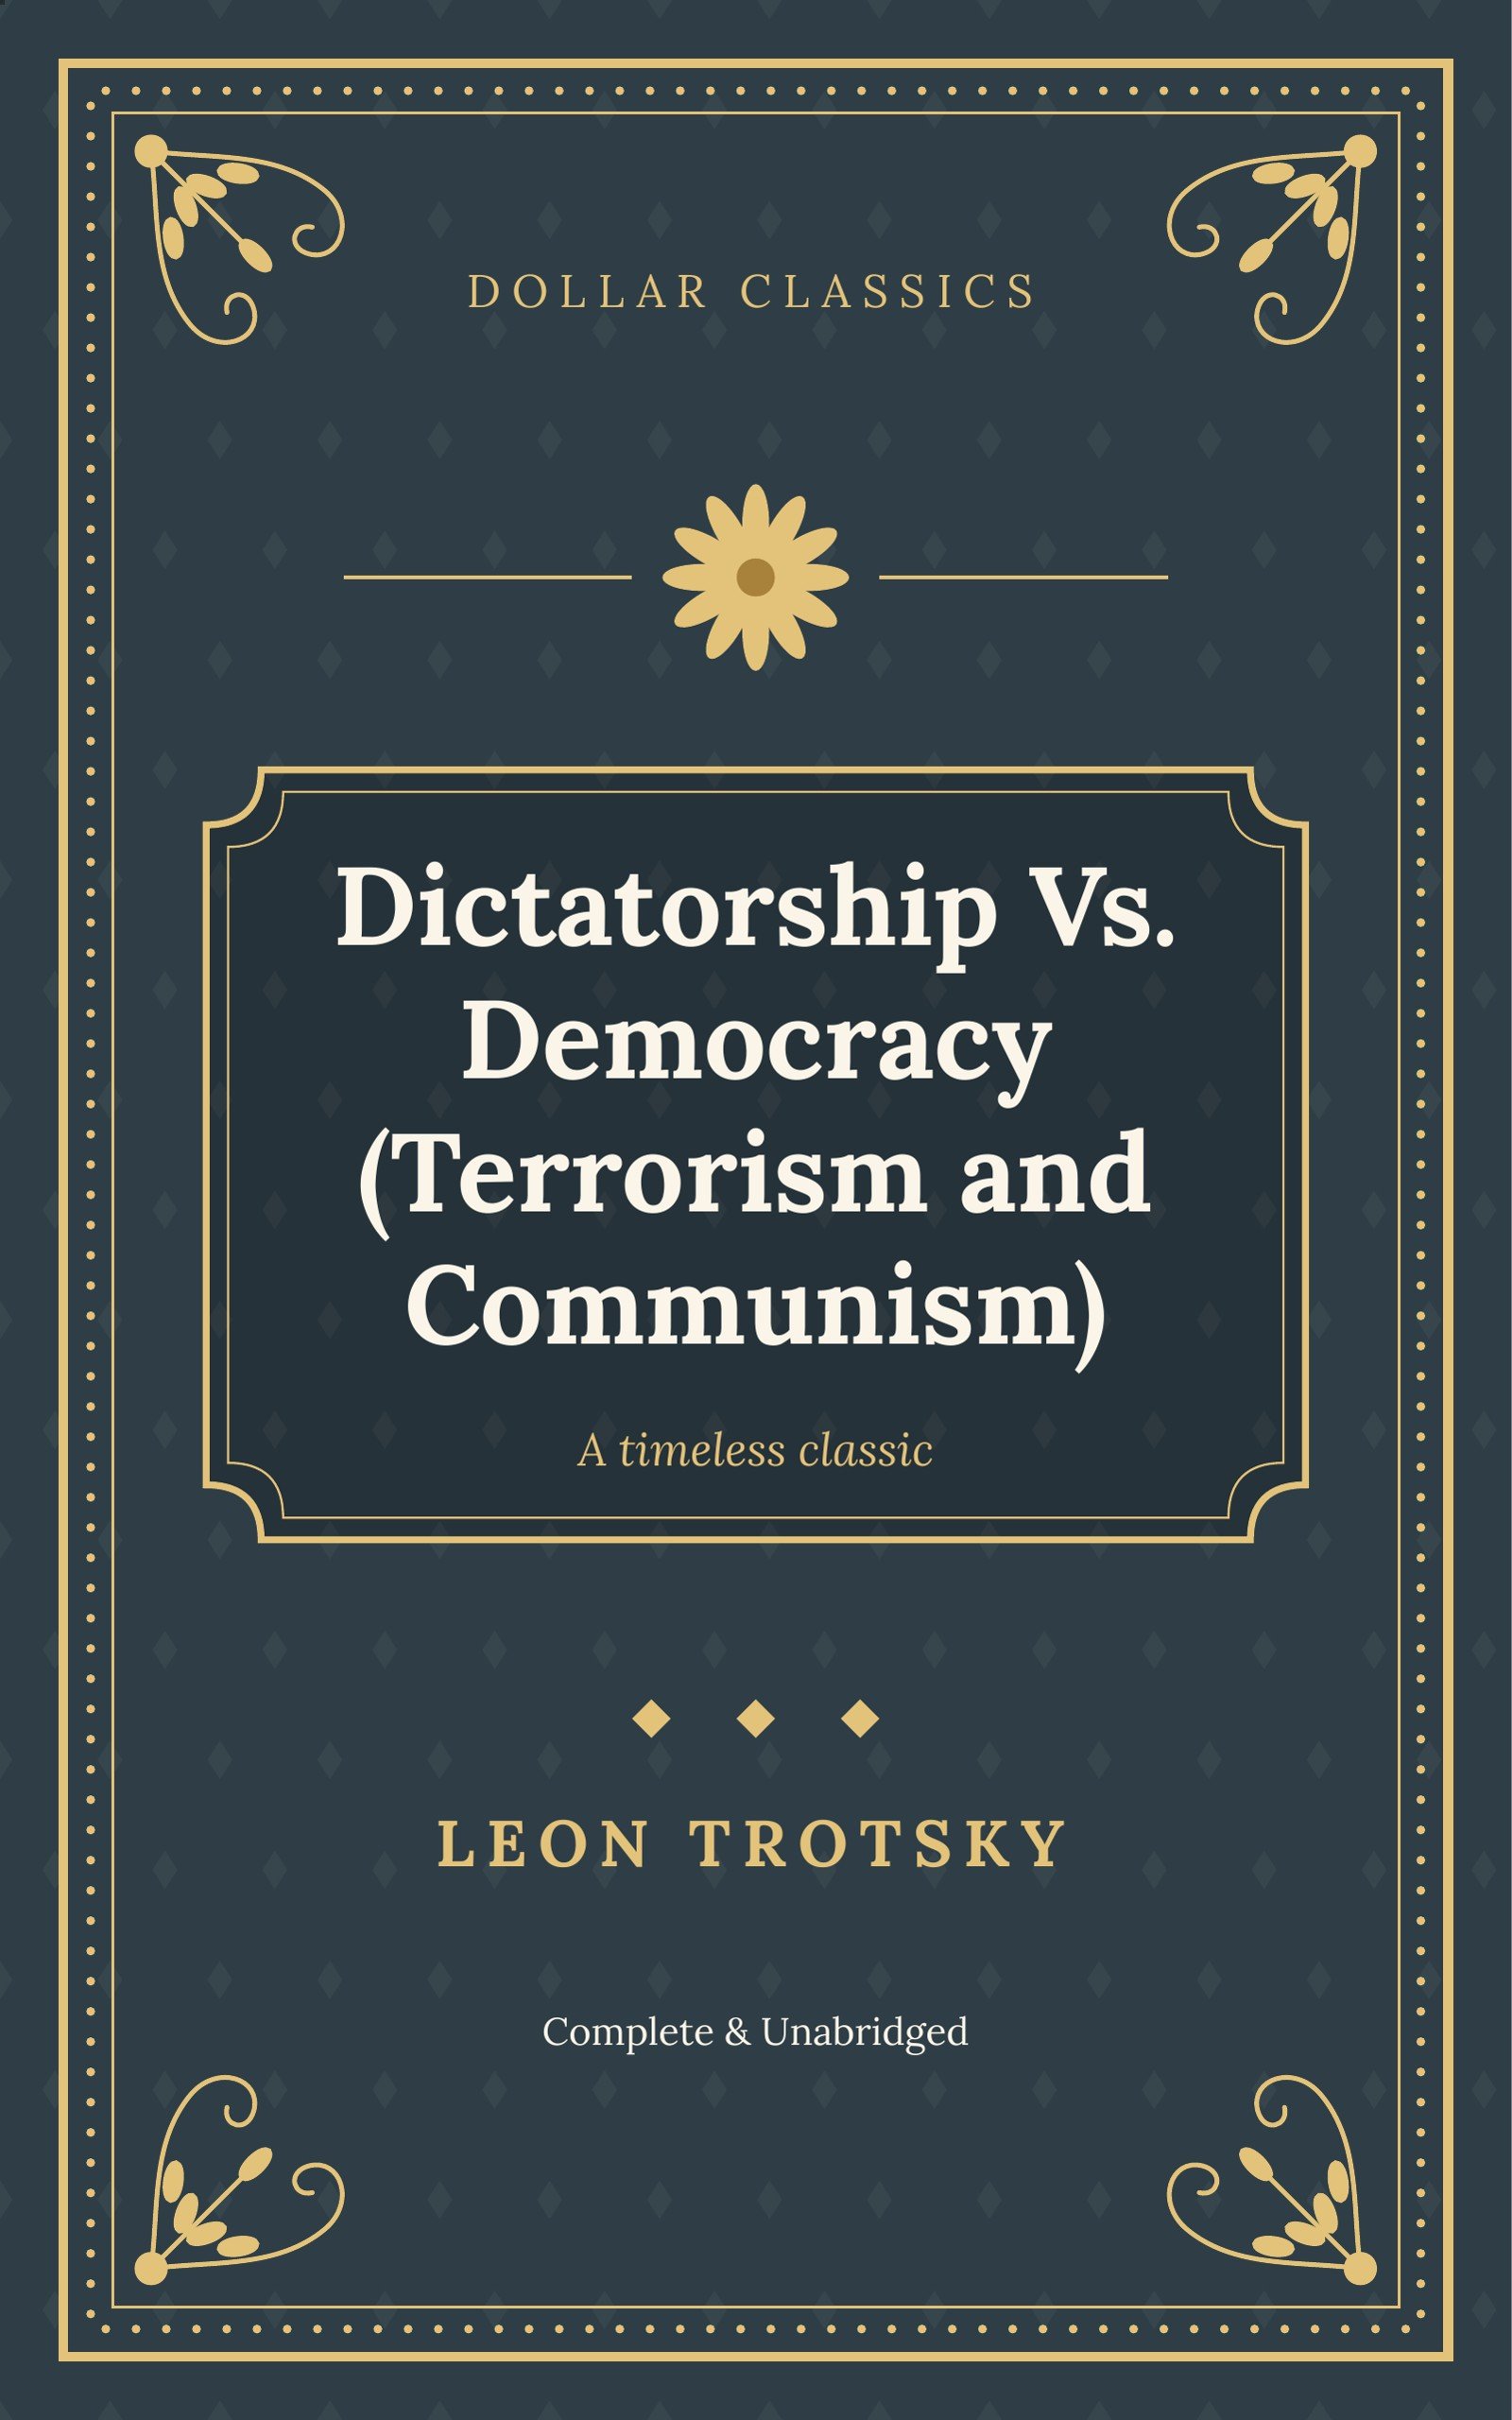 DOLLAR CLASSICS
Dictatorship Vs.
Democracy
(Terrorism and
Communism)
A timeless classic
LEON TROTSKY
Complete & Unabridged